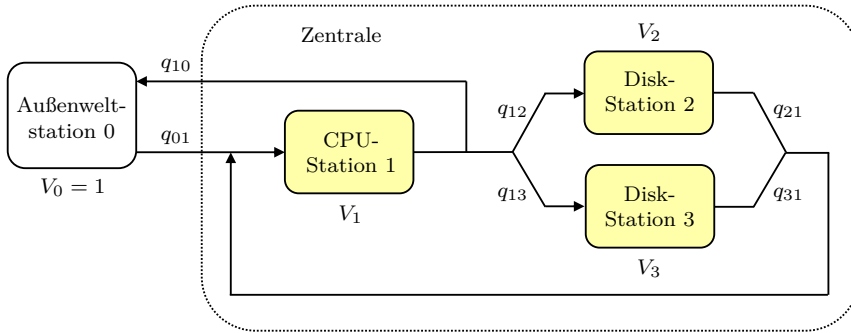 Zentrale
V₂
q₁₀
Außenwelt-
station 0
q₀₁
V₀ = 1
CPU-
Station 1
V₁
q₁₂
q₁₃
Disk-
Station 2
q₂₁
Disk-
Station 3
q₃₁
V₃